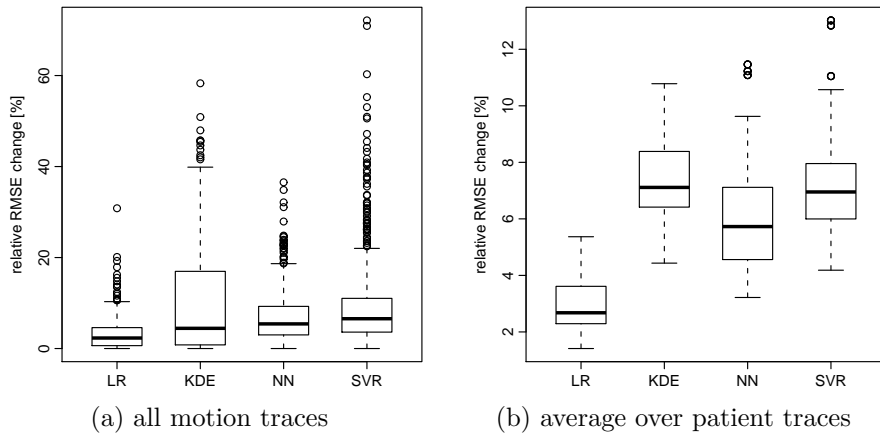 relative RMSE change [%]
60
40
20
0
LR KDE NN SVR
(a) all motion traces
relative RMSE change [%]
12
10
8
6
4
2
LR KDE NN SVR
(b) average over patient traces